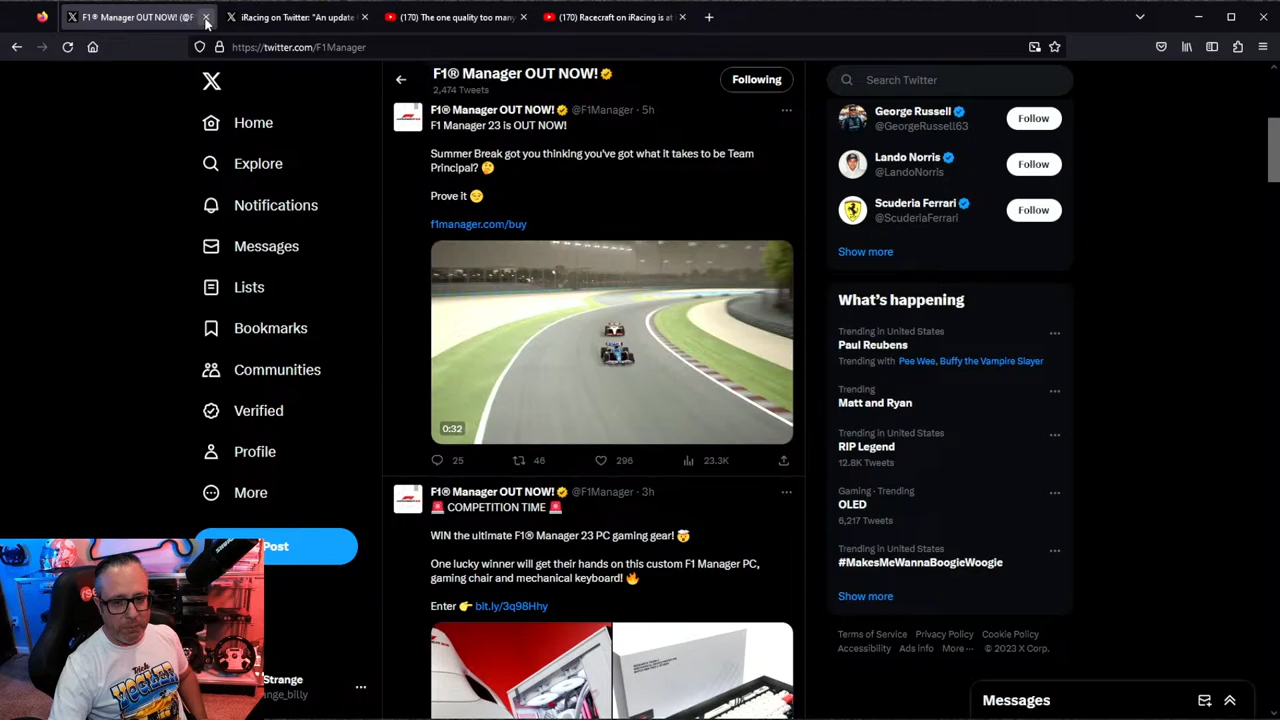 F1® Manager OUT NOW! (@F
iRacing on Twitter: "An update
(170) The one quality too many
(170) Racecraft on iRacing is at
https://twitter.com/F1Manager
X
Home
Explore
Notifications
Messages
Lists
Bookmarks
Communities
Verified
Profile
More
Post
Strange
nge_billy
F1® Manager OUT NOW!
2,474 Tweets
Following
F1® Manager OUT NOW! @F1Manager · 5h
F1 Manager 23 is OUT NOW!
Summer Break got you thinking you've got what it takes to be Team
Principal? 🤔
Prove it 😏
f1manager.com/buy
0:32
25 46 296 23.3K
F1® Manager OUT NOW! @F1Manager · 3h
🚨 COMPETITION TIME 🚨
WIN the ultimate F1® Manager 23 PC gaming gear! 🤯
One lucky winner will get their hands on this custom F1 Manager PC,
gaming chair and mechanical keyboard! 🔥
Enter 👉 bit.ly/3q98Hhy
Search Twitter
George Russell
@GeorgeRussell63
Follow
Lando Norris
@LandoNorris
Follow
Scuderia Ferrari
@ScuderiaFerrari
Follow
Show more
What's happening
Trending in United States
Paul Reubens
Trending with Pee Wee, Buffy the Vampire Slayer
Trending
Matt and Ryan
Trending in United States
RIP Legend
12.8K Tweets
Gaming · Trending
OLED
6,217 Tweets
Trending in United States
#MakesMeWannaBoogieWoogie
Show more
Terms of Service Privacy Policy Cookie Policy
Accessibility Ads info More ··· © 2023 X Corp.
Messages